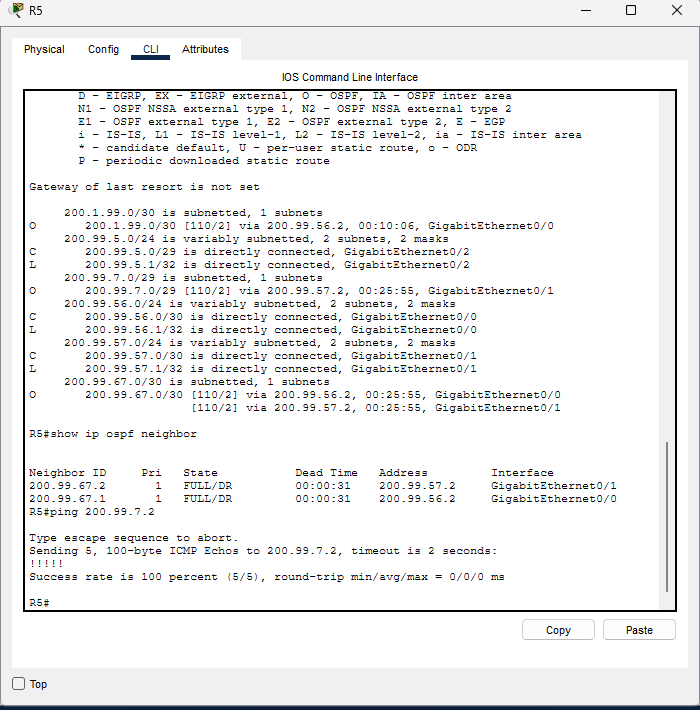 R5
Physical Config CLI Attributes
IOS Command Line Interface
D - EIGRP, EX - EIGRP external, O - OSPF, IA - OSPF inter area
N1 - OSPF NSSA external type 1, N2 - OSPF NSSA external type 2
E1 - OSPF external type 1, E2 - OSPF external type 2, E - EGP
i - IS-IS, L1 - IS-IS level-1, L2 - IS-IS level-2, ia - IS-IS inter area
* - candidate default, U - per-user static route, o - ODR
P - periodic downloaded static route
Gateway of last resort is not set
200.1.99.0/30 is subnetted, 1 subnets
O 200.1.99.0/30 [110/2] via 200.99.56.2, 00:10:06, GigabitEthernet0/0
200.99.5.0/24 is variably subnetted, 2 subnets, 2 masks
C 200.99.5.0/29 is directly connected, GigabitEthernet0/2
L 200.99.5.1/32 is directly connected, GigabitEthernet0/2
200.99.7.0/29 is subnetted, 1 subnets
O 200.99.7.0/29 [110/2] via 200.99.57.2, 00:25:55, GigabitEthernet0/1
200.99.56.0/24 is variably subnetted, 2 subnets, 2 masks
C 200.99.56.0/30 is directly connected, GigabitEthernet0/0
L 200.99.56.1/32 is directly connected, GigabitEthernet0/0
200.99.57.0/24 is variably subnetted, 2 subnets, 2 masks
C 200.99.57.0/30 is directly connected, GigabitEthernet0/1
L 200.99.57.1/32 is directly connected, GigabitEthernet0/1
200.99.67.0/30 is subnetted, 1 subnets
O 200.99.67.0/30 [110/2] via 200.99.56.2, 00:25:55, GigabitEthernet0/0
[110/2] via 200.99.57.2, 00:25:55, GigabitEthernet0/1
R5#show ip ospf neighbor
Neighbor ID Pri State Dead Time Address Interface
200.99.67.2 1 FULL/DR 00:00:31 200.99.57.2 GigabitEthernet0/1
200.99.67.1 1 FULL/DR 00:00:31 200.99.56.2 GigabitEthernet0/0
R5#ping 200.99.7.2
Type escape sequence to abort.
Sending 5, 100-byte ICMP Echos to 200.99.7.2, timeout is 2 seconds:
!!!!!
Success rate is 100 percent (5/5), round-trip min/avg/max = 0/0/0 ms
R5#
Copy Paste
Top